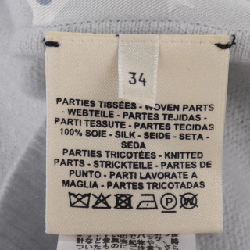 34
PARTIES TISSÉES - WOVEN PARTS
- WEBTEILE - PARTES TEJIDAS -
PARTI TESSUTE - PARTES TECIDAS
100% SOIE - SILK - SEIDE - SETA -
SEDA
PARTIES TRICOTÉES - KNITTED
PARTS - STRICKTEILE - PARTES DE
PUNTO - PARTI LAVORATE A
MAGLIA - PARTES TRICOTADAS